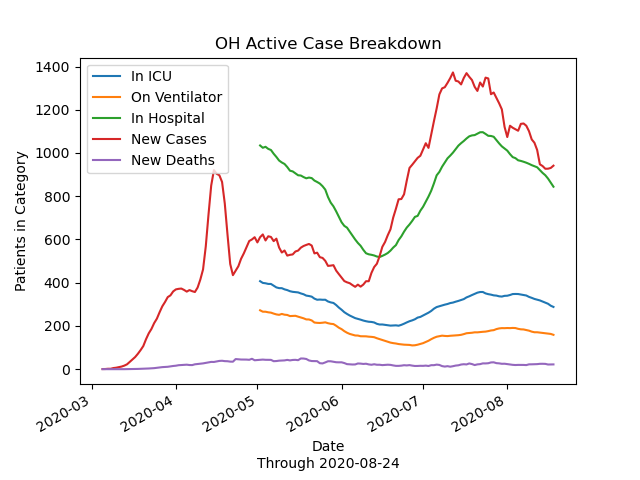 OH Active Case Breakdown
In ICU
On Ventilator
In Hospital
New Cases
New Deaths
Patients in Category
1400
1200
1000
800
600
400
200
0
2020-03
2020-04
2020-05
2020-06
2020-07
2020-08
Date
Through 2020-08-24